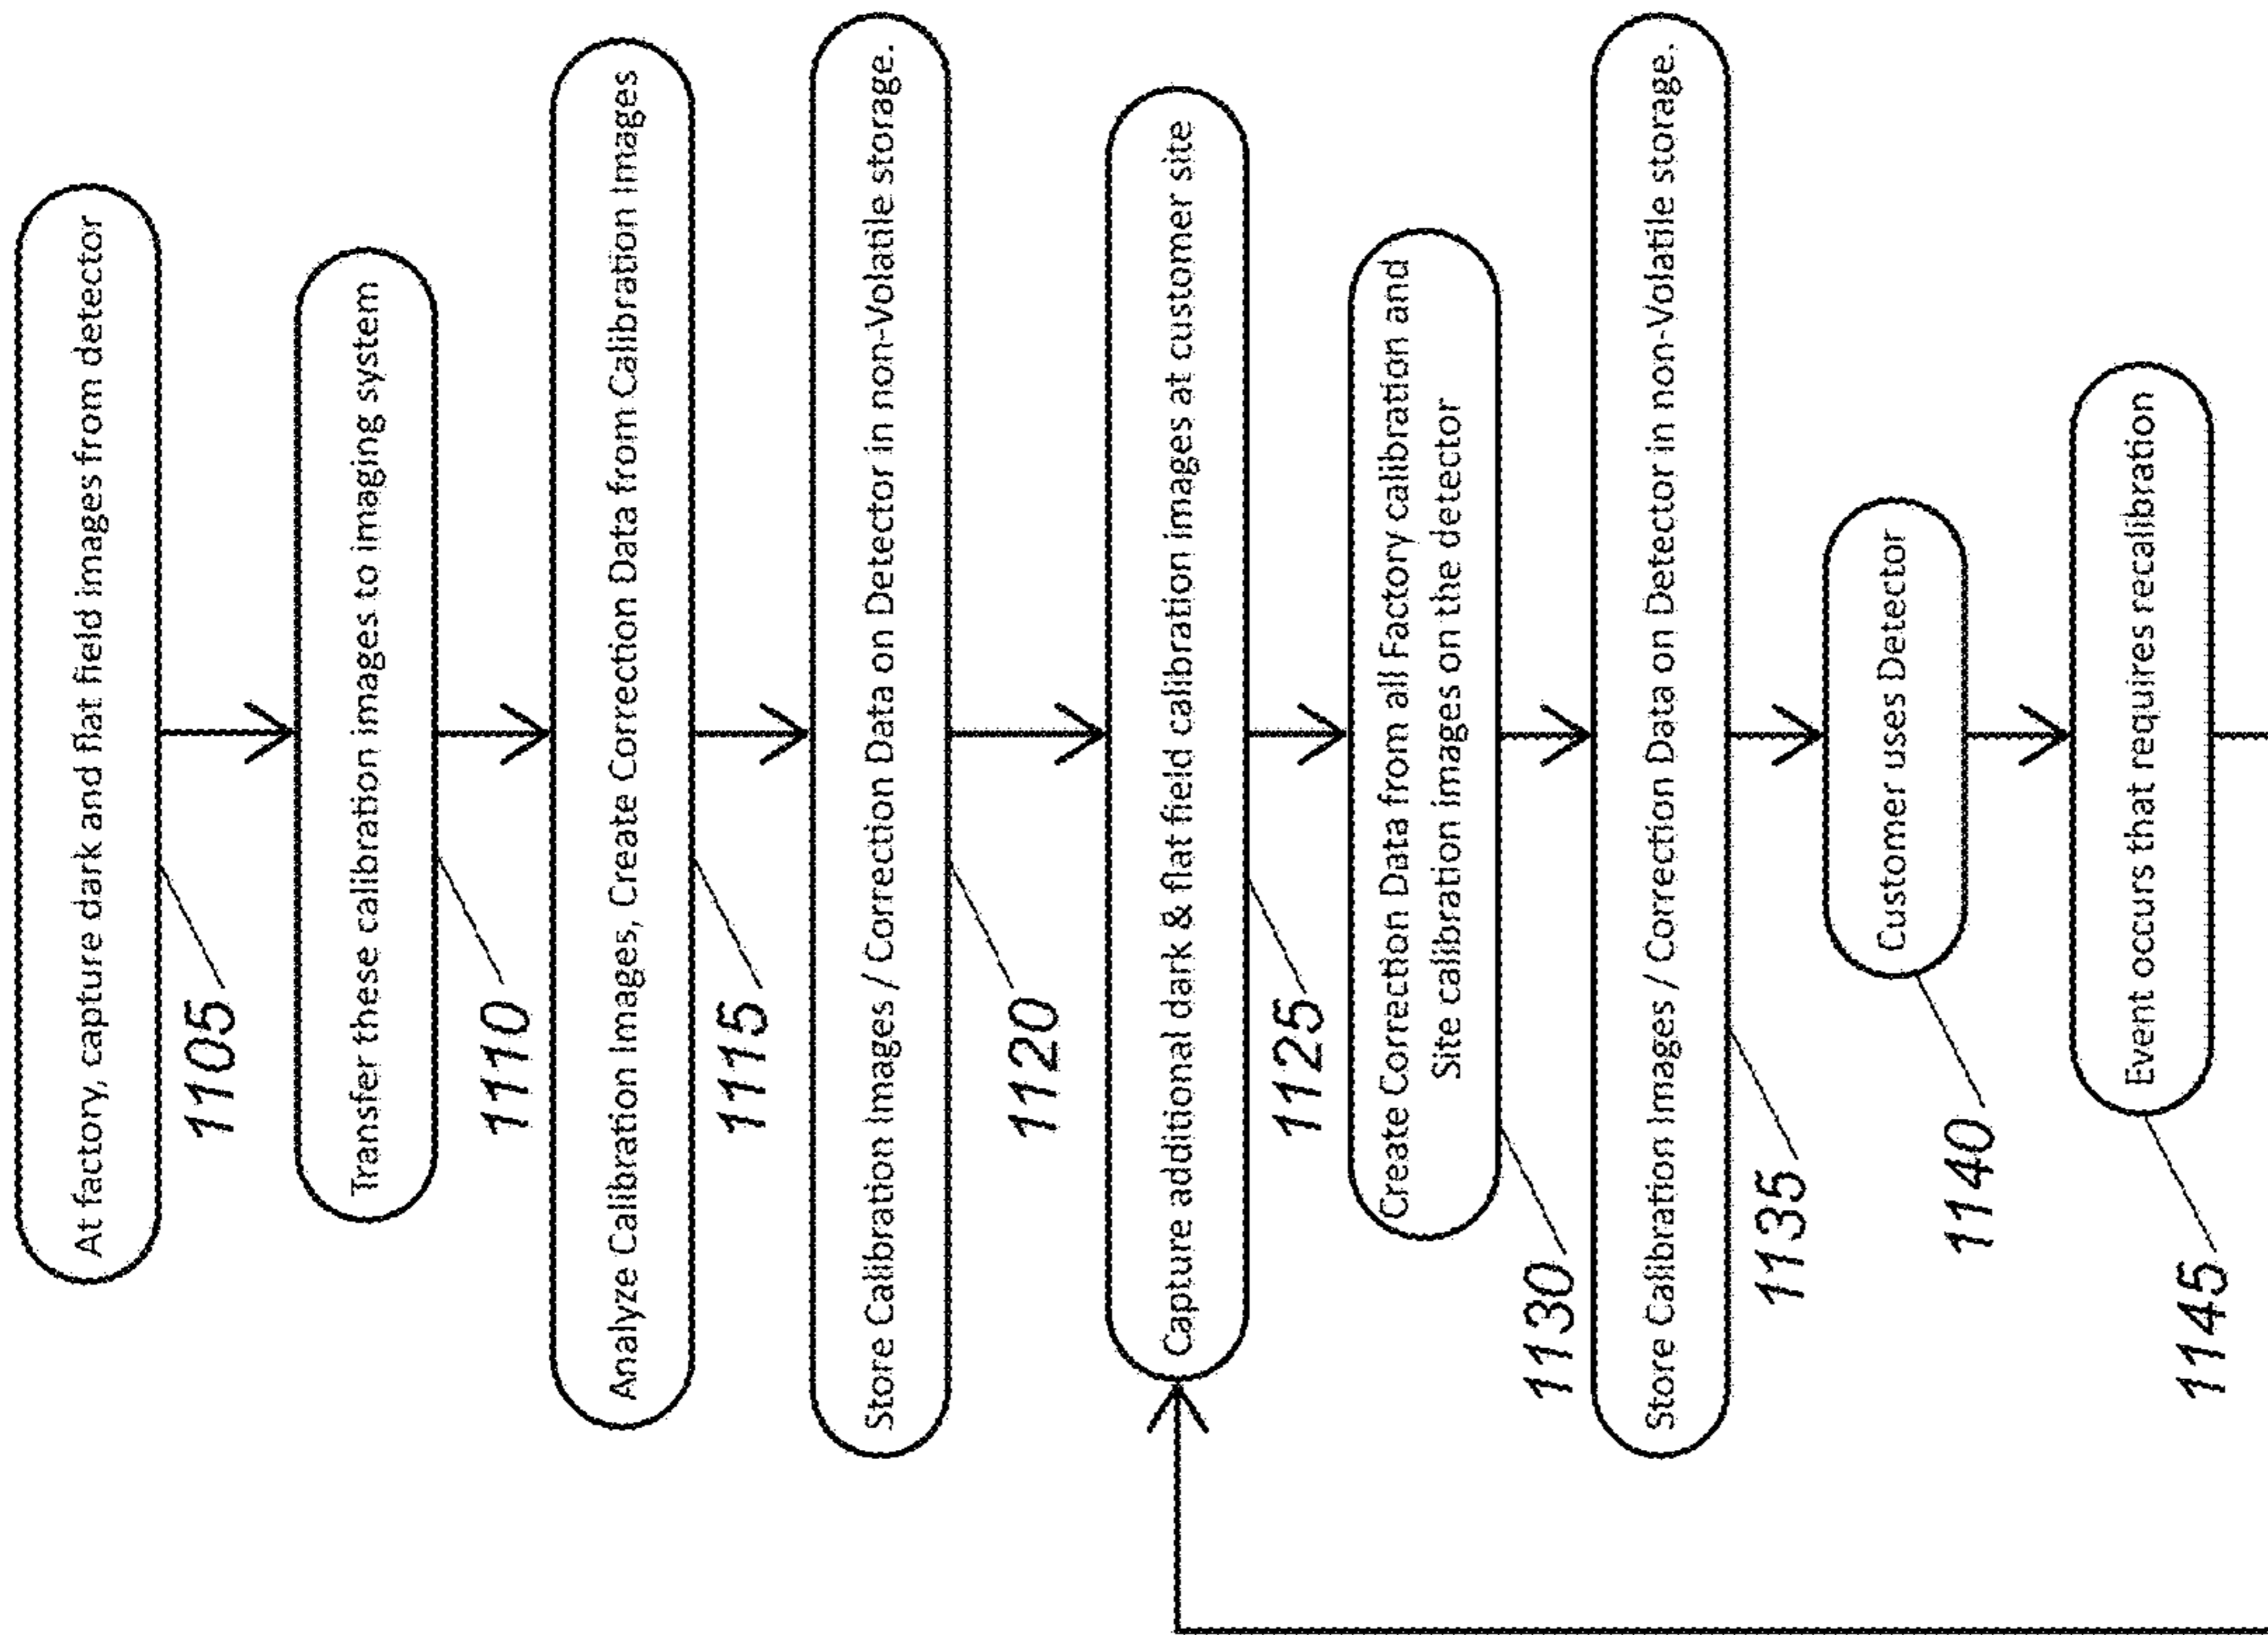 At factory, capture dark and flat field images from detector
1105
Transfer these calibration images to imaging system
1110
Analyze Calibration Images, Create Correction Data from Calibration Images
1115
Store Calibration Images / Correction Data on Detector in non-Volatile storage.
1120
Capture additional dark & flat field calibration images at customer site
1125
Create Correction Data from all Factory calibration and
Site calibration images on the detector
1130
Store Calibration Images / Correction Data on Detector in non-Volatile storage.
1135
Customer uses Detector
1140
Event occurs that requires recalibration
1145